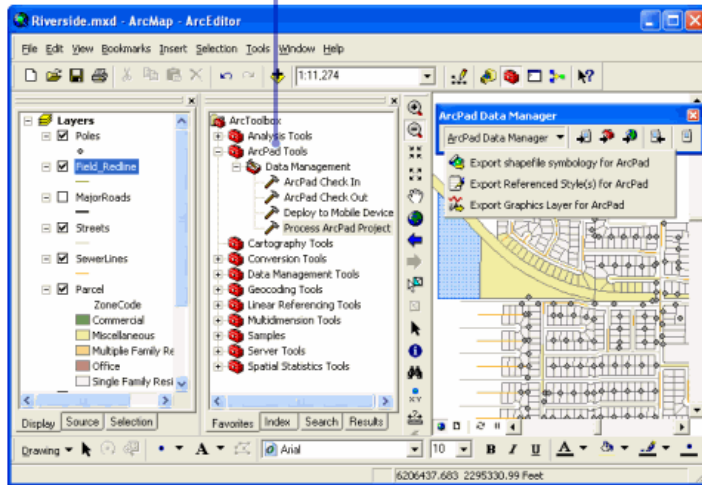 Riverside.mxd - ArcMap - ArcEditor
File Edit View Bookmarks Insert Selection Tools Window Help
1:11,274
Layers
Poles
Field_Redline
MajorRoads
Streets
SewerLines
Parcel
ZoneCode
Commercial
Miscellaneous
Multiple Family Re
Office
Single Family Resi
Display Source Selection
ArcToolbox
Analysis Tools
ArcPad Tools
Data Management
ArcPad Check In
ArcPad Check Out
Deploy to Mobile Device
Process ArcPad Project
Cartography Tools
Conversion Tools
Data Management Tools
Geocoding Tools
Linear Referencing Tools
Multidimension Tools
Samples
Server Tools
Spatial Statistics Tools
Favorites Index Search Results
XY
ArcPad Data Manager
ArcPad Data Manager
Export shapefile symbology for ArcPad
Export Referenced Style(s) for ArcPad
Export Graphics Layer for ArcPad
Drawing A Arial 10 B I U A
6206437.683 2295330.99 Feet